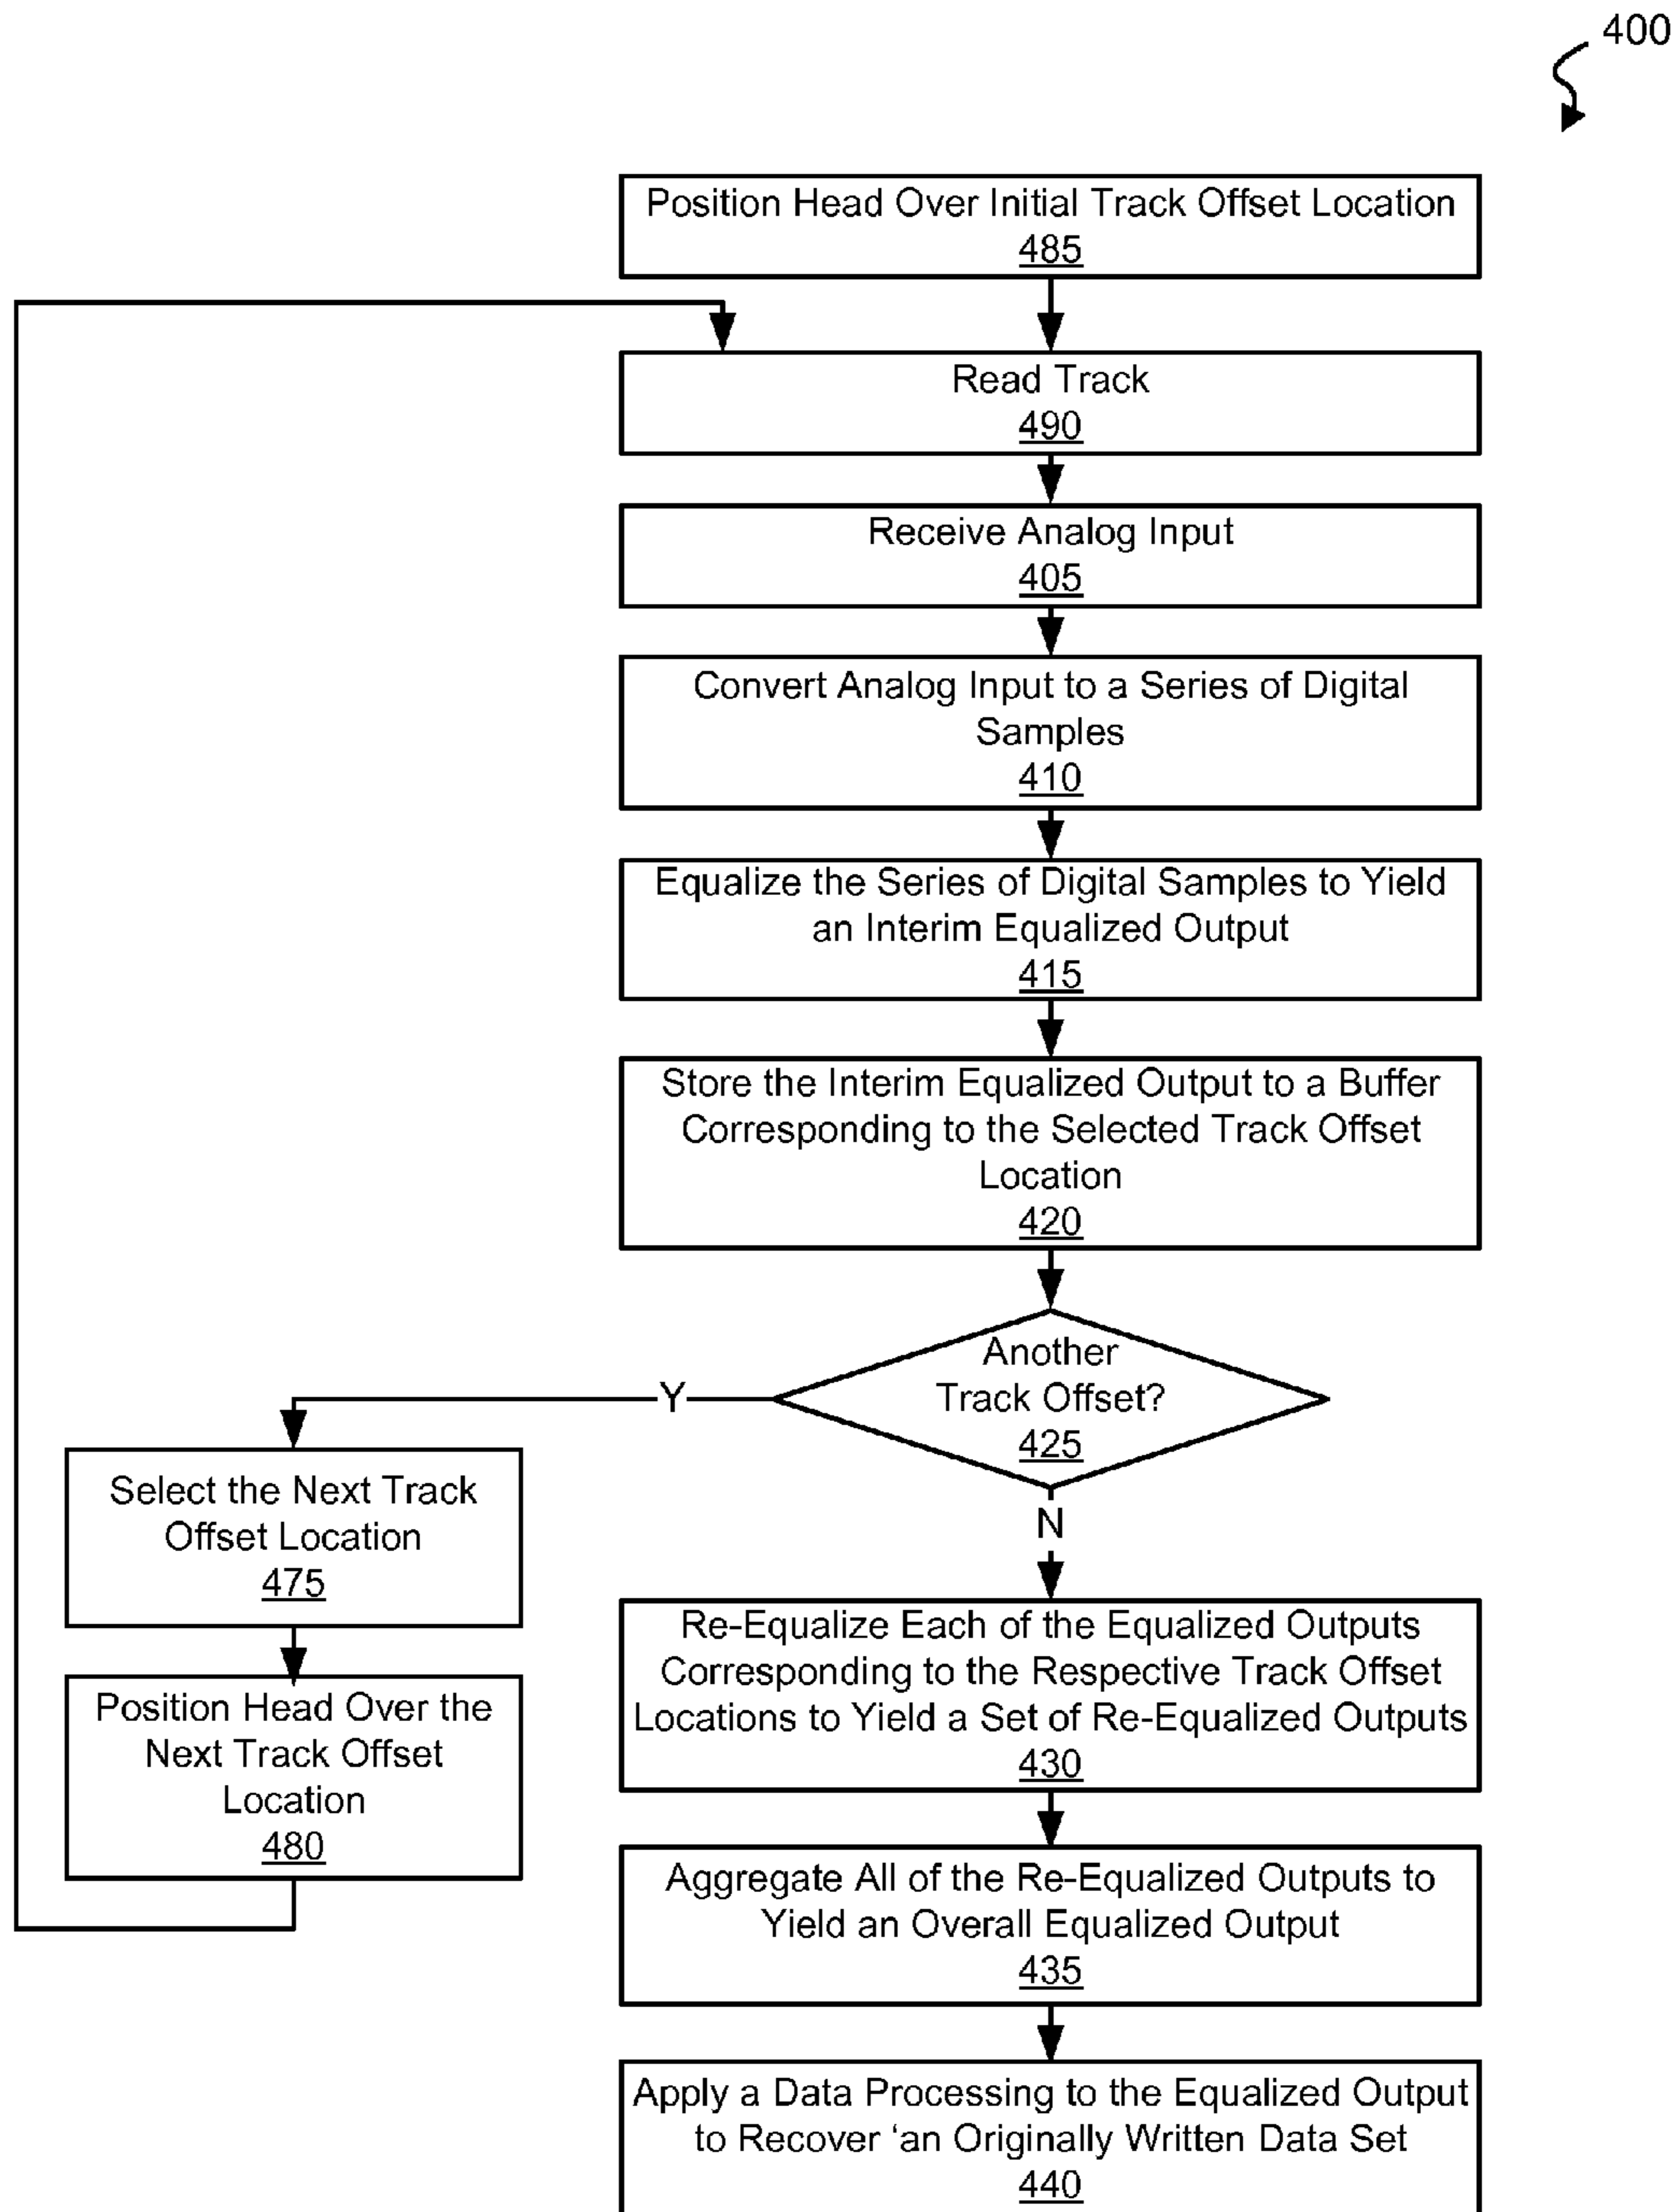 400
Position Head Over Initial Track Offset Location
485
Read Track
490
Receive Analog Input
405
Convert Analog Input to a Series of Digital
Samples
410
Equalize the Series of Digital Samples to Yield
an Interim Equalized Output
415
Store the Interim Equalized Output to a Buffer
Corresponding to the Selected Track Offset
Location
420
Another
Track Offset?
425
Y
N
Select the Next Track
Offset Location
475
Position Head Over the
Next Track Offset
Location
480
Re-Equalize Each of the Equalized Outputs
Corresponding to the Respective Track Offset
Locations to Yield a Set of Re-Equalized Outputs
430
Aggregate All of the Re-Equalized Outputs to
Yield an Overall Equalized Output
435
Apply a Data Processing to the Equalized Output
to Recover ‘an Originally Written Data Set
440